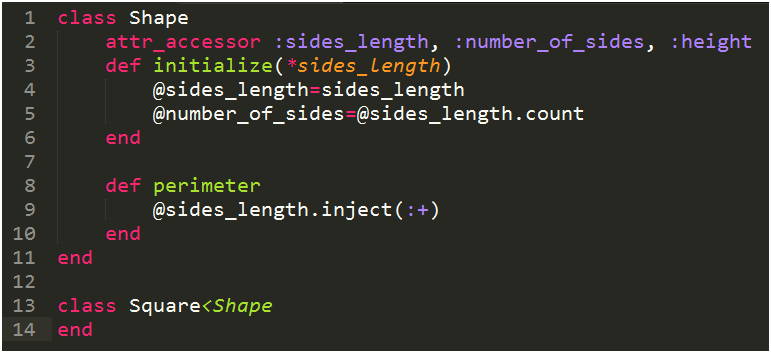 1 class Shape
2     attr_accessor :sides_length, :number_of_sides, :height
3     def initialize(*sides_length)
4         @sides_length=sides_length
5         @number_of_sides=@sides_length.count
6     end
7
8     def perimeter
9         @sides_length.inject(:+)
10     end
11 end
12
13 class Square<Shape
14 end